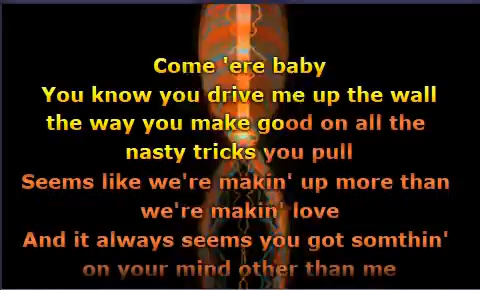 Come 'ere baby
You know you drive me up the wall
the way you make good on all the
nasty tricks you pull
Seems like we're makin' up more than
we're makin' love
And it always seems you got somthin'
on your mind other than me